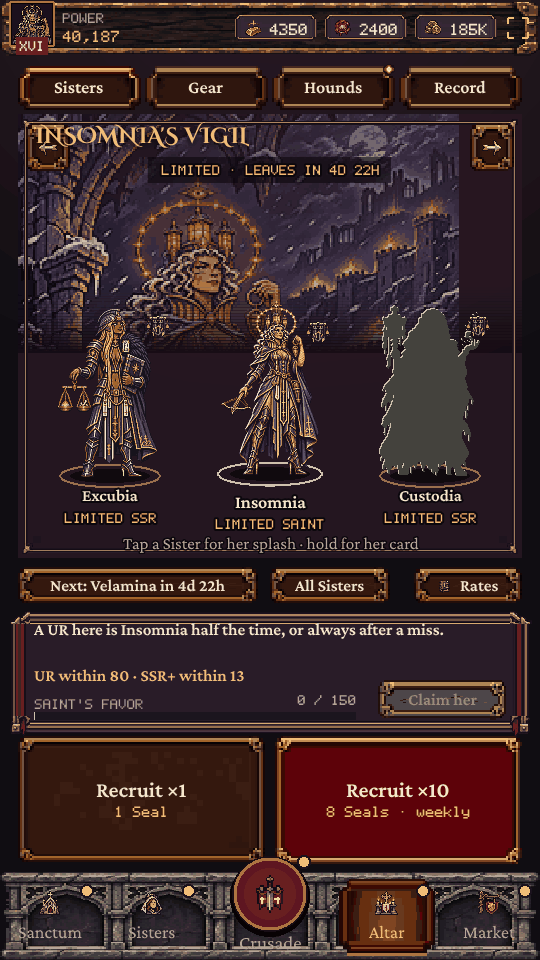 POWER
40,187
XVI
4350
2400
185K
Sisters
Gear
Hounds
Record
INSOMNIA'S VIGIL
LIMITED · LEAVES IN 4D 22H
Excubia
LIMITED SSR
Insomnia
LIMITED SAINT
Custodia
LIMITED SSR
Tap a Sister for her splash · hold for her card
Next: Velamina in 4d 22h
All Sisters
Rates
A UR here is Insomnia half the time, or always after a miss.
UR within 80 · SSR+ within 13
SAINT'S FAVOR
0 / 150
Claim her
Recruit ×1
1 Seal
Recruit ×10
8 Seals · weekly
Sanctum
Sisters
Crusade
Altar
Market